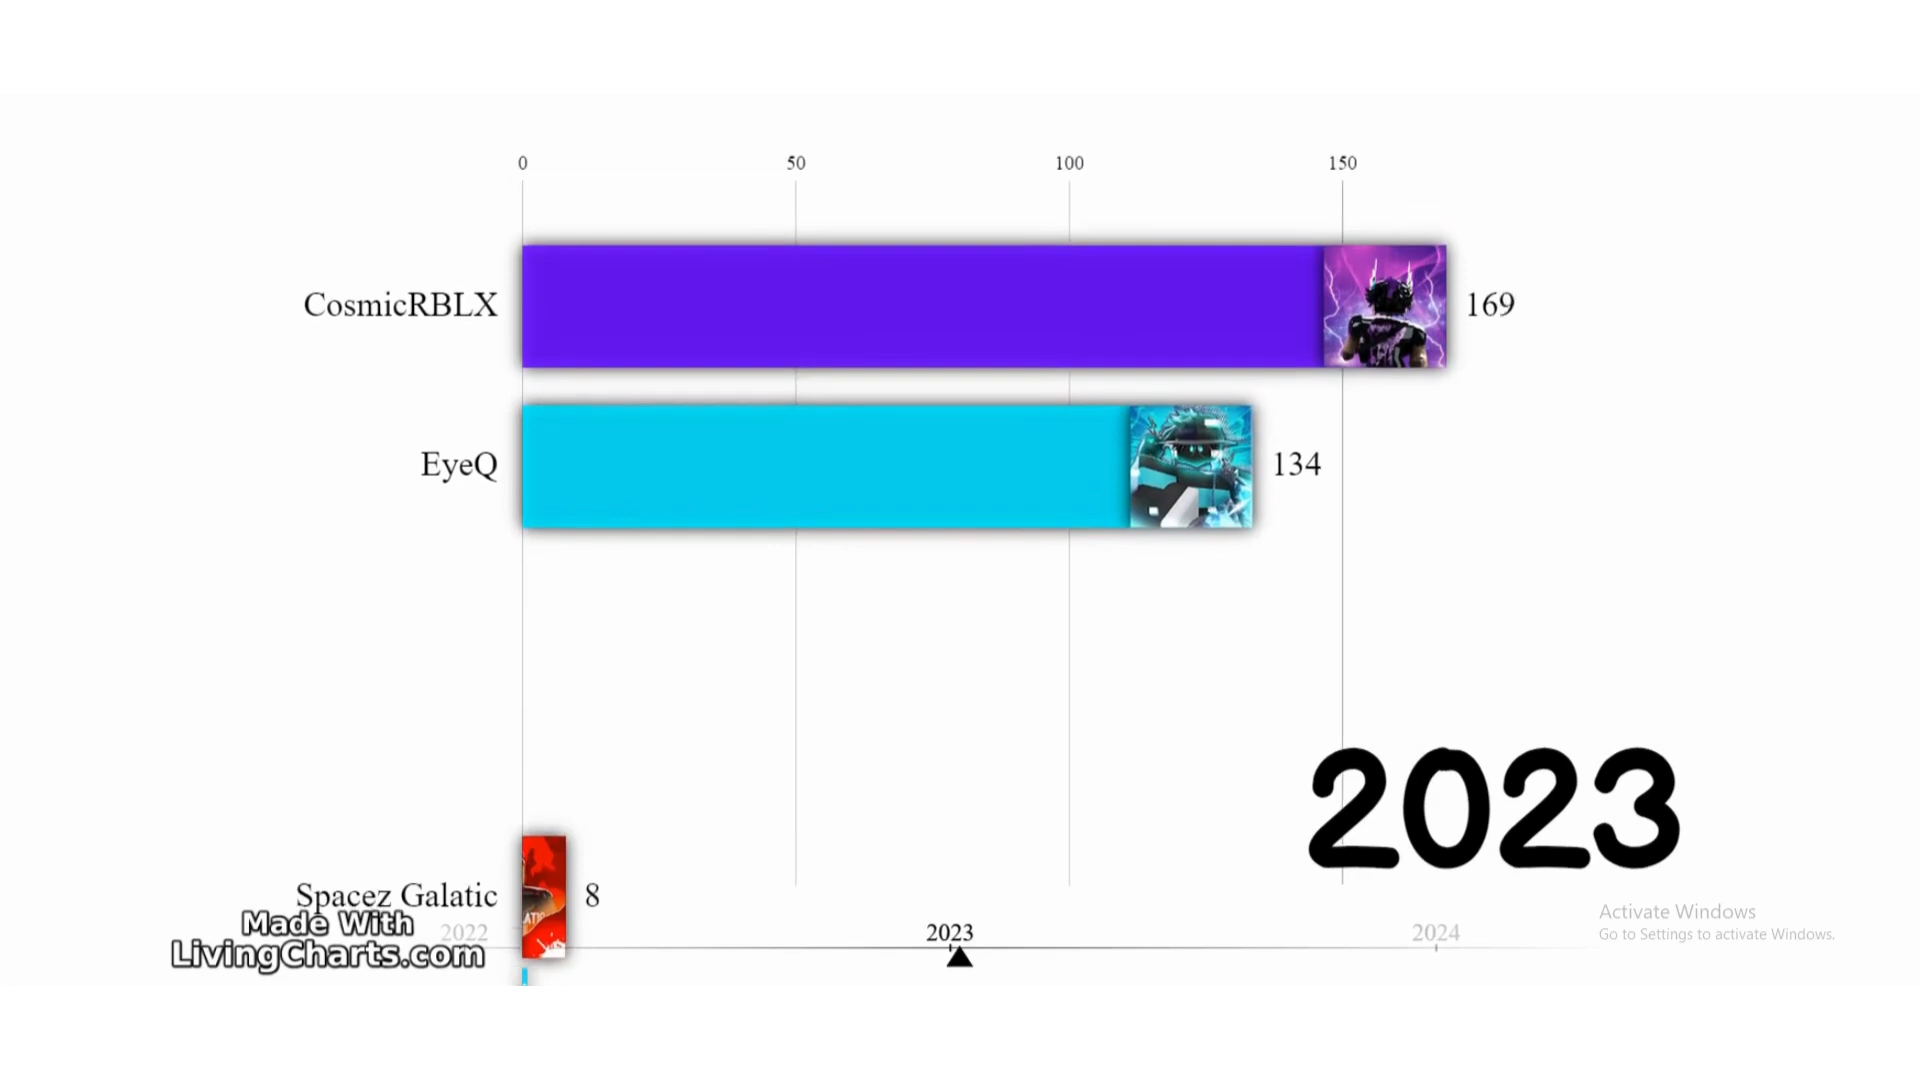 0 50 100 150
CosmicRBLX 169
EyeQ 134
2023
Spacez Galatic 8
Made With
LivingCharts.com
2022 2023 2024
Activate Windows
Go to Settings to activate Windows.